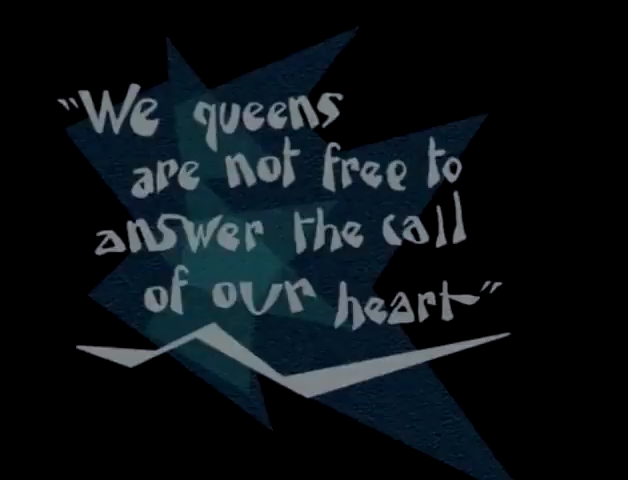 "We queens
are not free to
answer the call
of our heart"